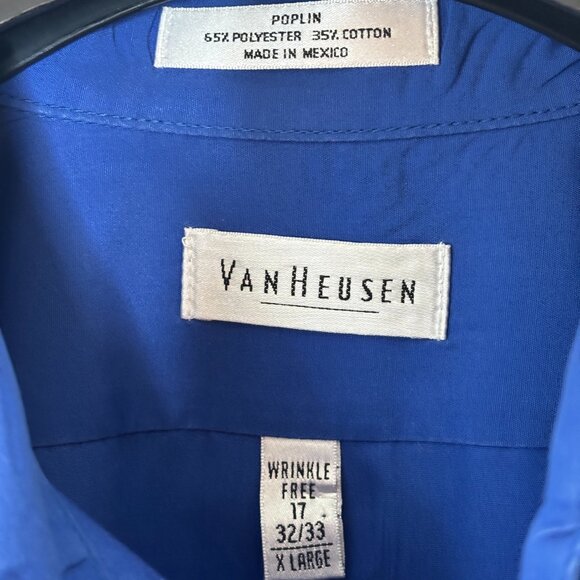 POPLIN
65% POLYESTER 35% COTTON
MADE IN MEXICO
VANHEUSEN
WRINKLE
FREE
17
32/33
X LARGE